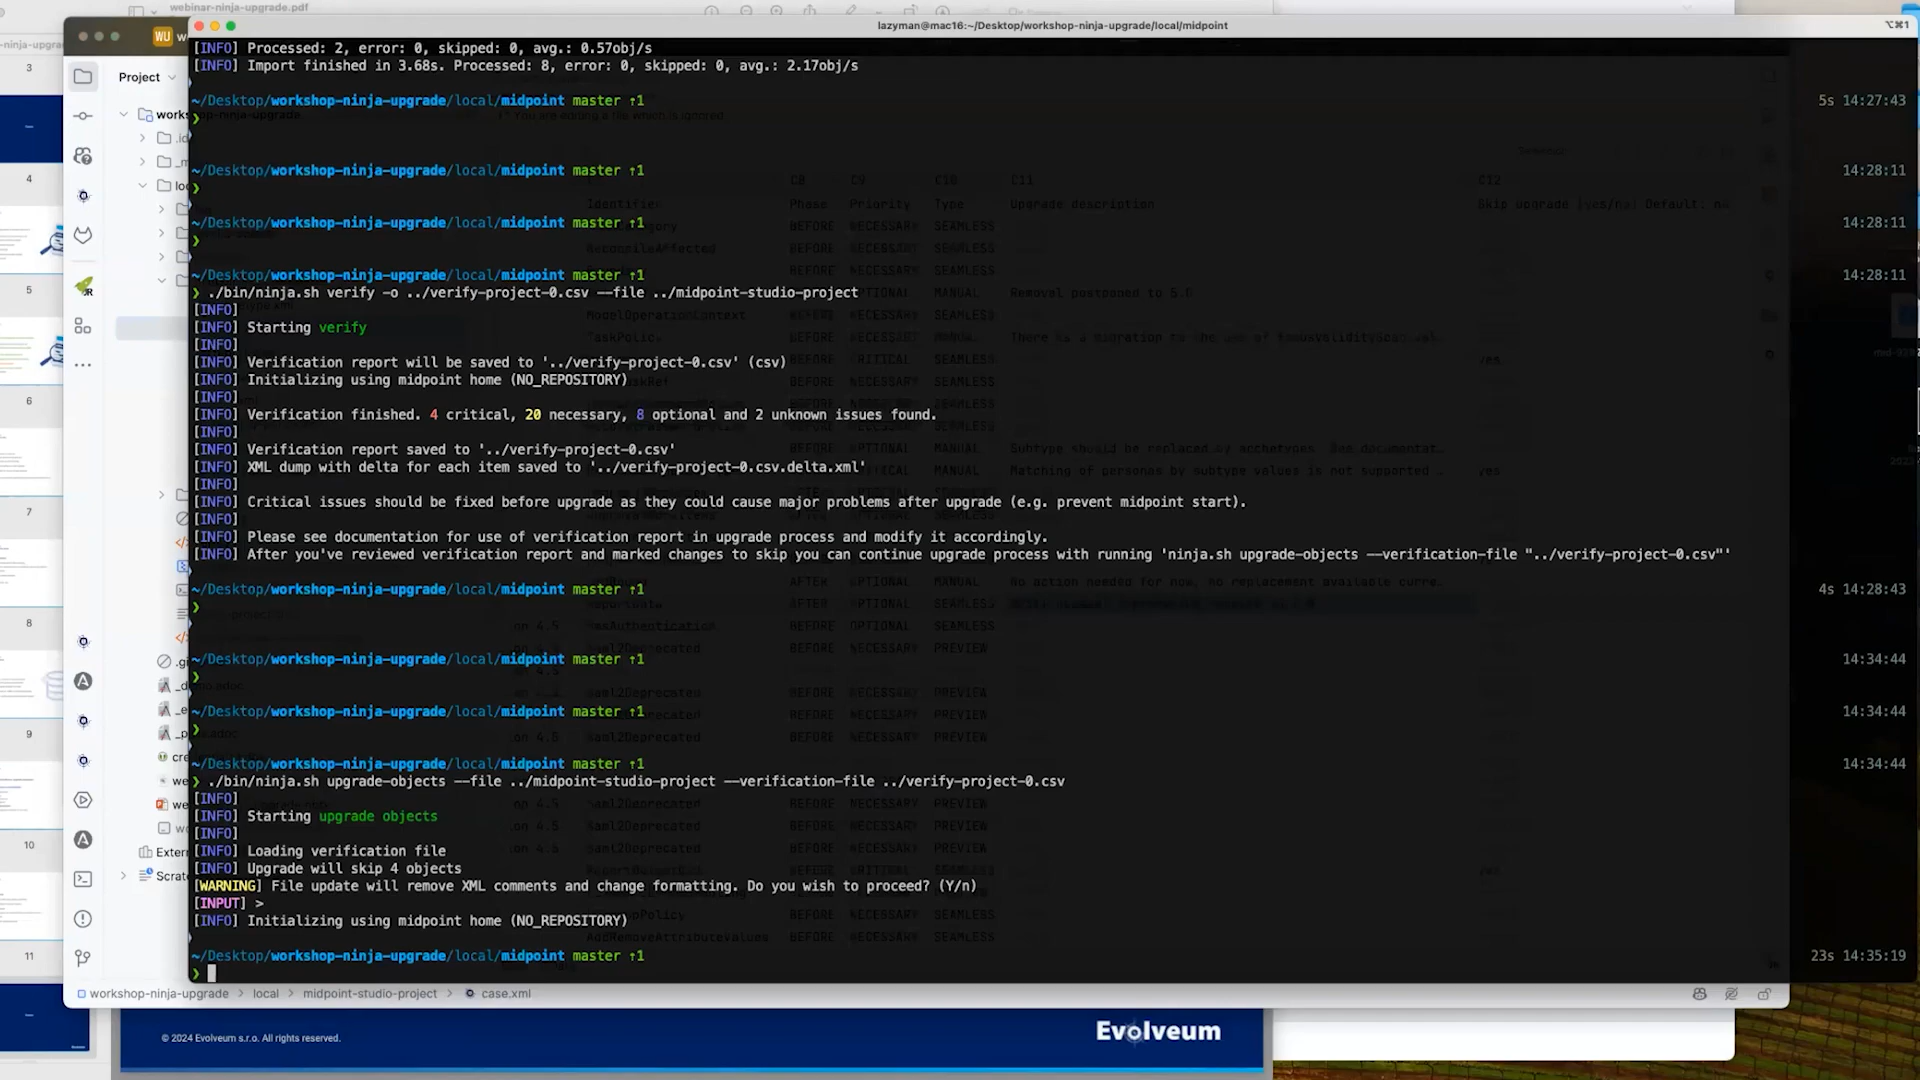 webinar-ninja-upgrade.pdf
lazyman@mac16:~/Desktop/workshop-ninja-upgrade/local/midpoint
⌥⌘1
[INFO] Processed: 2, error: 0, skipped: 0, avg.: 0.57obj/s
[INFO] Import finished in 3.68s. Processed: 8, error: 0, skipped: 0, avg.: 2.17obj/s
Project
~/Desktop/workshop-ninja-upgrade/local/midpoint master ↑1
5s 14:27:43
❯
~/Desktop/workshop-ninja-upgrade/local/midpoint master ↑1
14:28:11
❯
~/Desktop/workshop-ninja-upgrade/local/midpoint master ↑1
14:28:11
❯
~/Desktop/workshop-ninja-upgrade/local/midpoint master ↑1
14:28:11
❯ ./bin/ninja.sh verify -o ../verify-project-0.csv --file ../midpoint-studio-project
[INFO]
[INFO] Starting verify
[INFO]
[INFO] Verification report will be saved to '../verify-project-0.csv' (csv)
[INFO] Initializing using midpoint home (NO_REPOSITORY)
[INFO]
[INFO] Verification finished. 4 critical, 20 necessary, 8 optional and 2 unknown issues found.
[INFO]
[INFO] Verification report saved to '../verify-project-0.csv'
[INFO] XML dump with delta for each item saved to '../verify-project-0.csv.delta.xml'
[INFO]
[INFO] Critical issues should be fixed before upgrade as they could cause major problems after upgrade (e.g. prevent midpoint start).
[INFO]
[INFO] Please see documentation for use of verification report in upgrade process and modify it accordingly.
[INFO] After you've reviewed verification report and marked changes to skip you can continue upgrade process with running 'ninja.sh upgrade-objects --verification-file "../verify-project-0.csv"'
~/Desktop/workshop-ninja-upgrade/local/midpoint master ↑1
4s 14:28:43
❯
~/Desktop/workshop-ninja-upgrade/local/midpoint master ↑1
14:34:44
❯
~/Desktop/workshop-ninja-upgrade/local/midpoint master ↑1
14:34:44
❯
~/Desktop/workshop-ninja-upgrade/local/midpoint master ↑1
14:34:44
❯ ./bin/ninja.sh upgrade-objects --file ../midpoint-studio-project --verification-file ../verify-project-0.csv
[INFO]
[INFO] Starting upgrade objects
[INFO]
[INFO] Loading verification file
[INFO] Upgrade will skip 4 objects
[WARNING] File update will remove XML comments and change formatting. Do you wish to proceed? (Y/n)
[INPUT] >
[INFO] Initializing using midpoint home (NO_REPOSITORY)
~/Desktop/workshop-ninja-upgrade/local/midpoint master ↑1
23s 14:35:19
❯
3
4
5
6
7
8
9
10
11
workshop-ninja-upgrade > local > midpoint-studio-project > case.xml
© 2024 Evolveum s.r.o. All rights reserved.
Evolveum